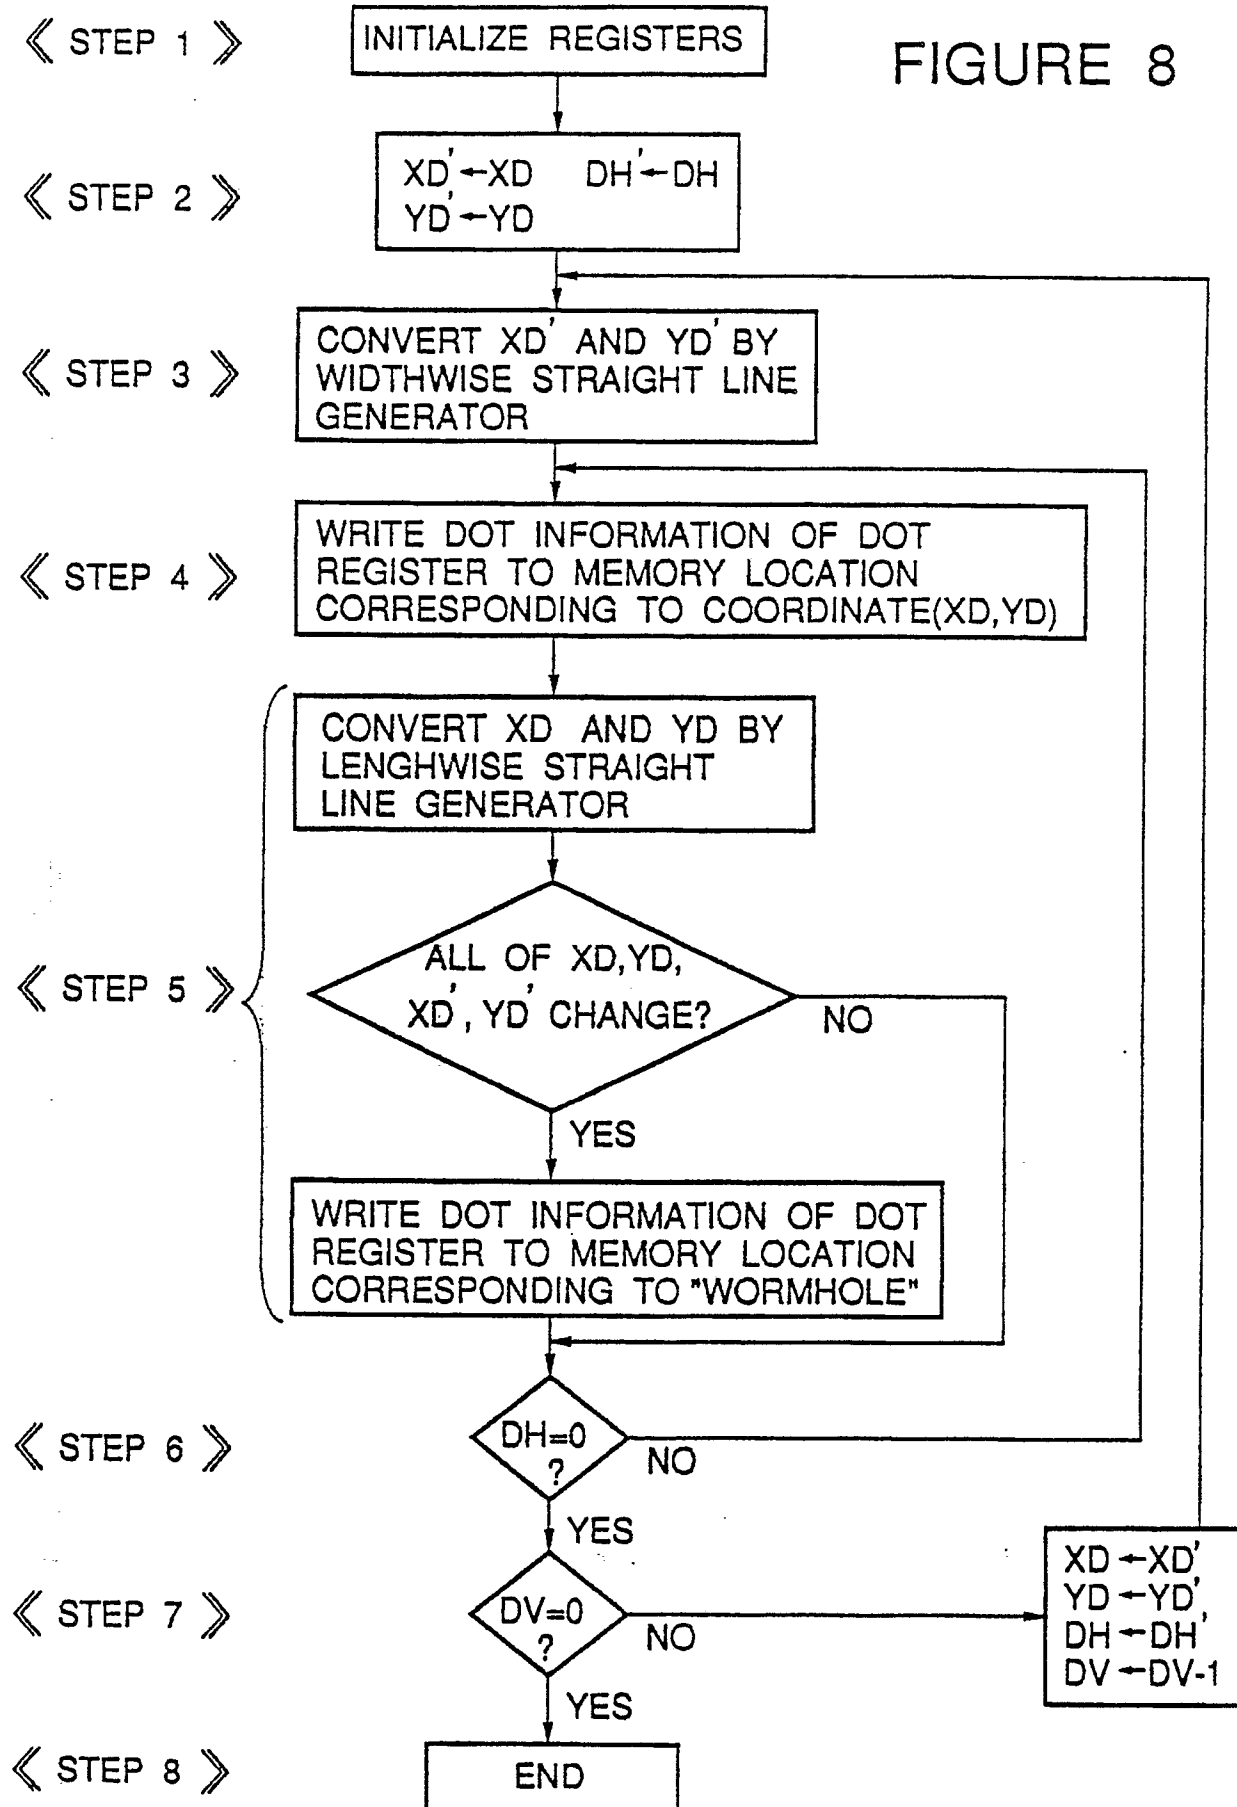 FIGURE 8
《 STEP 1 》
INITIALIZE REGISTERS
《 STEP 2 》
XD'←XD DH'←DH
YD'←YD
《 STEP 3 》
CONVERT XD' AND YD' BY
WIDTHWISE STRAIGHT LINE
GENERATOR
《 STEP 4 》
WRITE DOT INFORMATION OF DOT
REGISTER TO MEMORY LOCATION
CORRESPONDING TO COORDINATE(XD,YD)
《 STEP 5 》
CONVERT XD AND YD BY
LENGHWISE STRAIGHT
LINE GENERATOR
ALL OF XD,YD,
XD', YD' CHANGE?
NO
YES
WRITE DOT INFORMATION OF DOT
REGISTER TO MEMORY LOCATION
CORRESPONDING TO "WORMHOLE"
《 STEP 6 》
DH=0
?
NO
YES
《 STEP 7 》
DV=0
?
NO
XD←XD'
YD←YD'
DH←DH'
DV←DV-1
YES
《 STEP 8 》
END